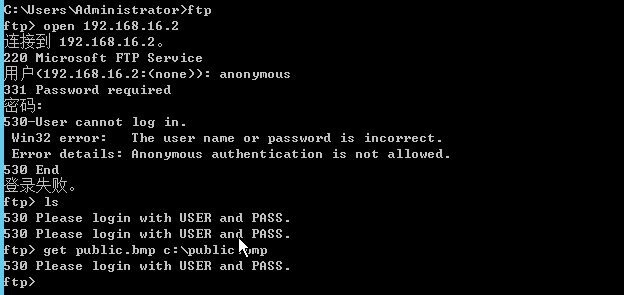 C:\Users\Administrator>ftp
ftp> open 192.168.16.2
连接到 192.168.16.2。
220 Microsoft FTP Service
用户(192.168.16.2:(none)): anonymous
331 Password required
密码:
530-User cannot log in.
 Win32 error:   The user name or password is incorrect.
 Error details: Anonymous authentication is not allowed.
530 End
登录失败。
ftp> ls
530 Please login with USER and PASS.
530 Please login with USER and PASS.
ftp> get public.bmp c:\public.bmp
530 Please login with USER and PASS.
ftp>